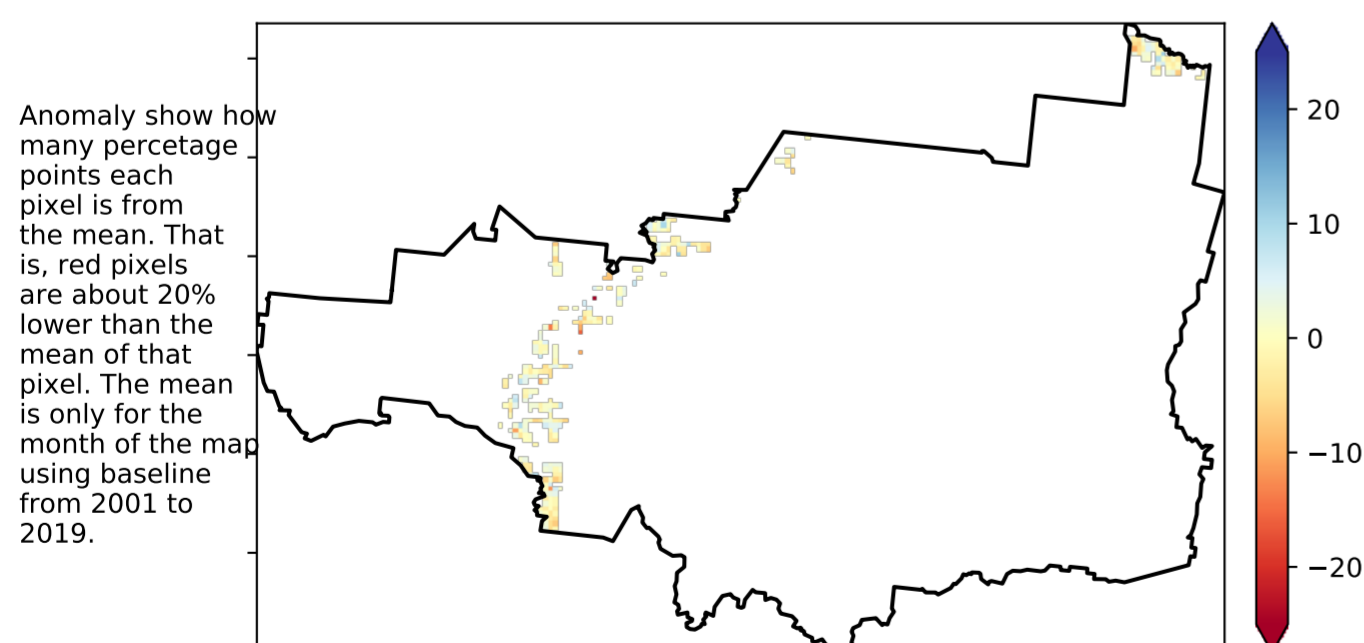 Anomaly show how
many percetage
points each
pixel is from
the mean. That
is, red pixels
are about 20%
lower than the
mean of that
pixel. The mean
is only for the
month of the map
using baseline
from 2001 to
2019.
20
10
0
−10
−20